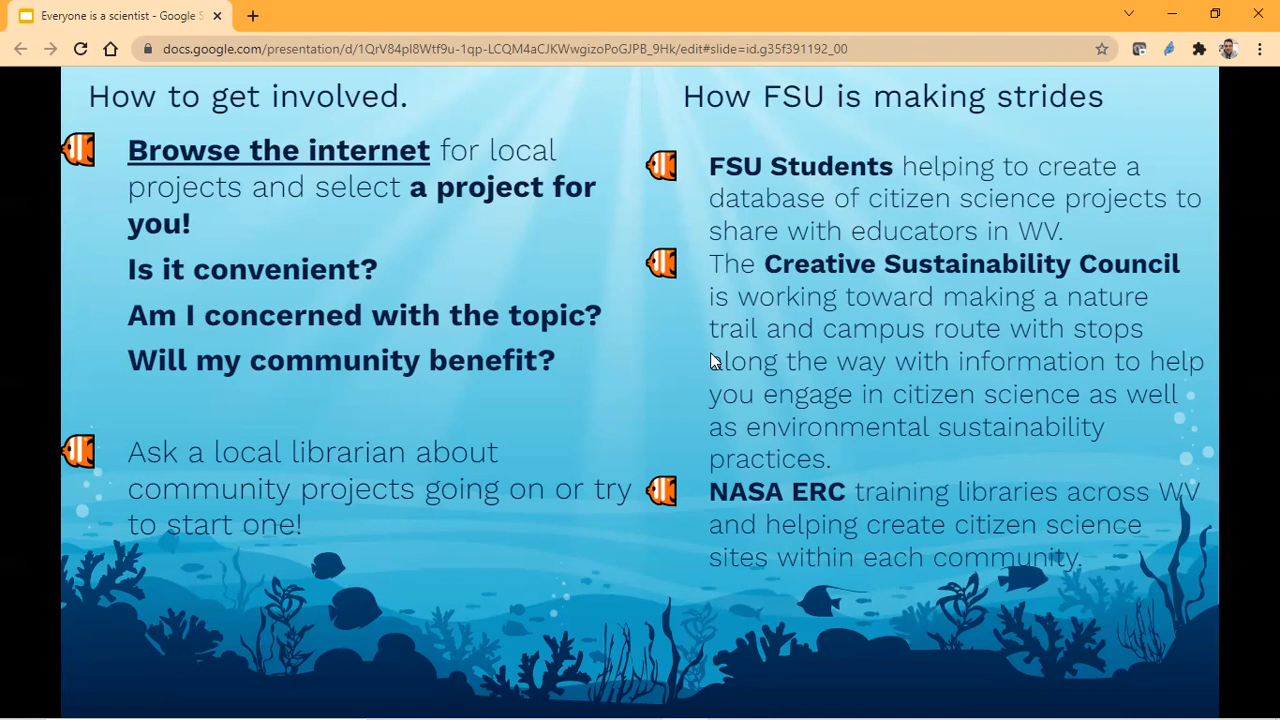 Everyone is a scientist - Google S
docs.google.com/presentation/d/1QrV84pI8Wtf9u-1qp-LCQM4aCJKWwgizoPoGJPB_9Hk/edit#slide=id.g35f391192_00
How to get involved.
Browse the internet for local
projects and select a project for
you!
Is it convenient?
Am I concerned with the topic?
Will my community benefit?
Ask a local librarian about
community projects going on or try
to start one!
How FSU is making strides
FSU Students helping to create a
database of citizen science projects to
share with educators in WV.
The Creative Sustainability Council
is working toward making a nature
trail and campus route with stops
along the way with information to help
you engage in citizen science as well
as environmental sustainability
practices.
NASA ERC training libraries across WV
and helping create citizen science
sites within each community.